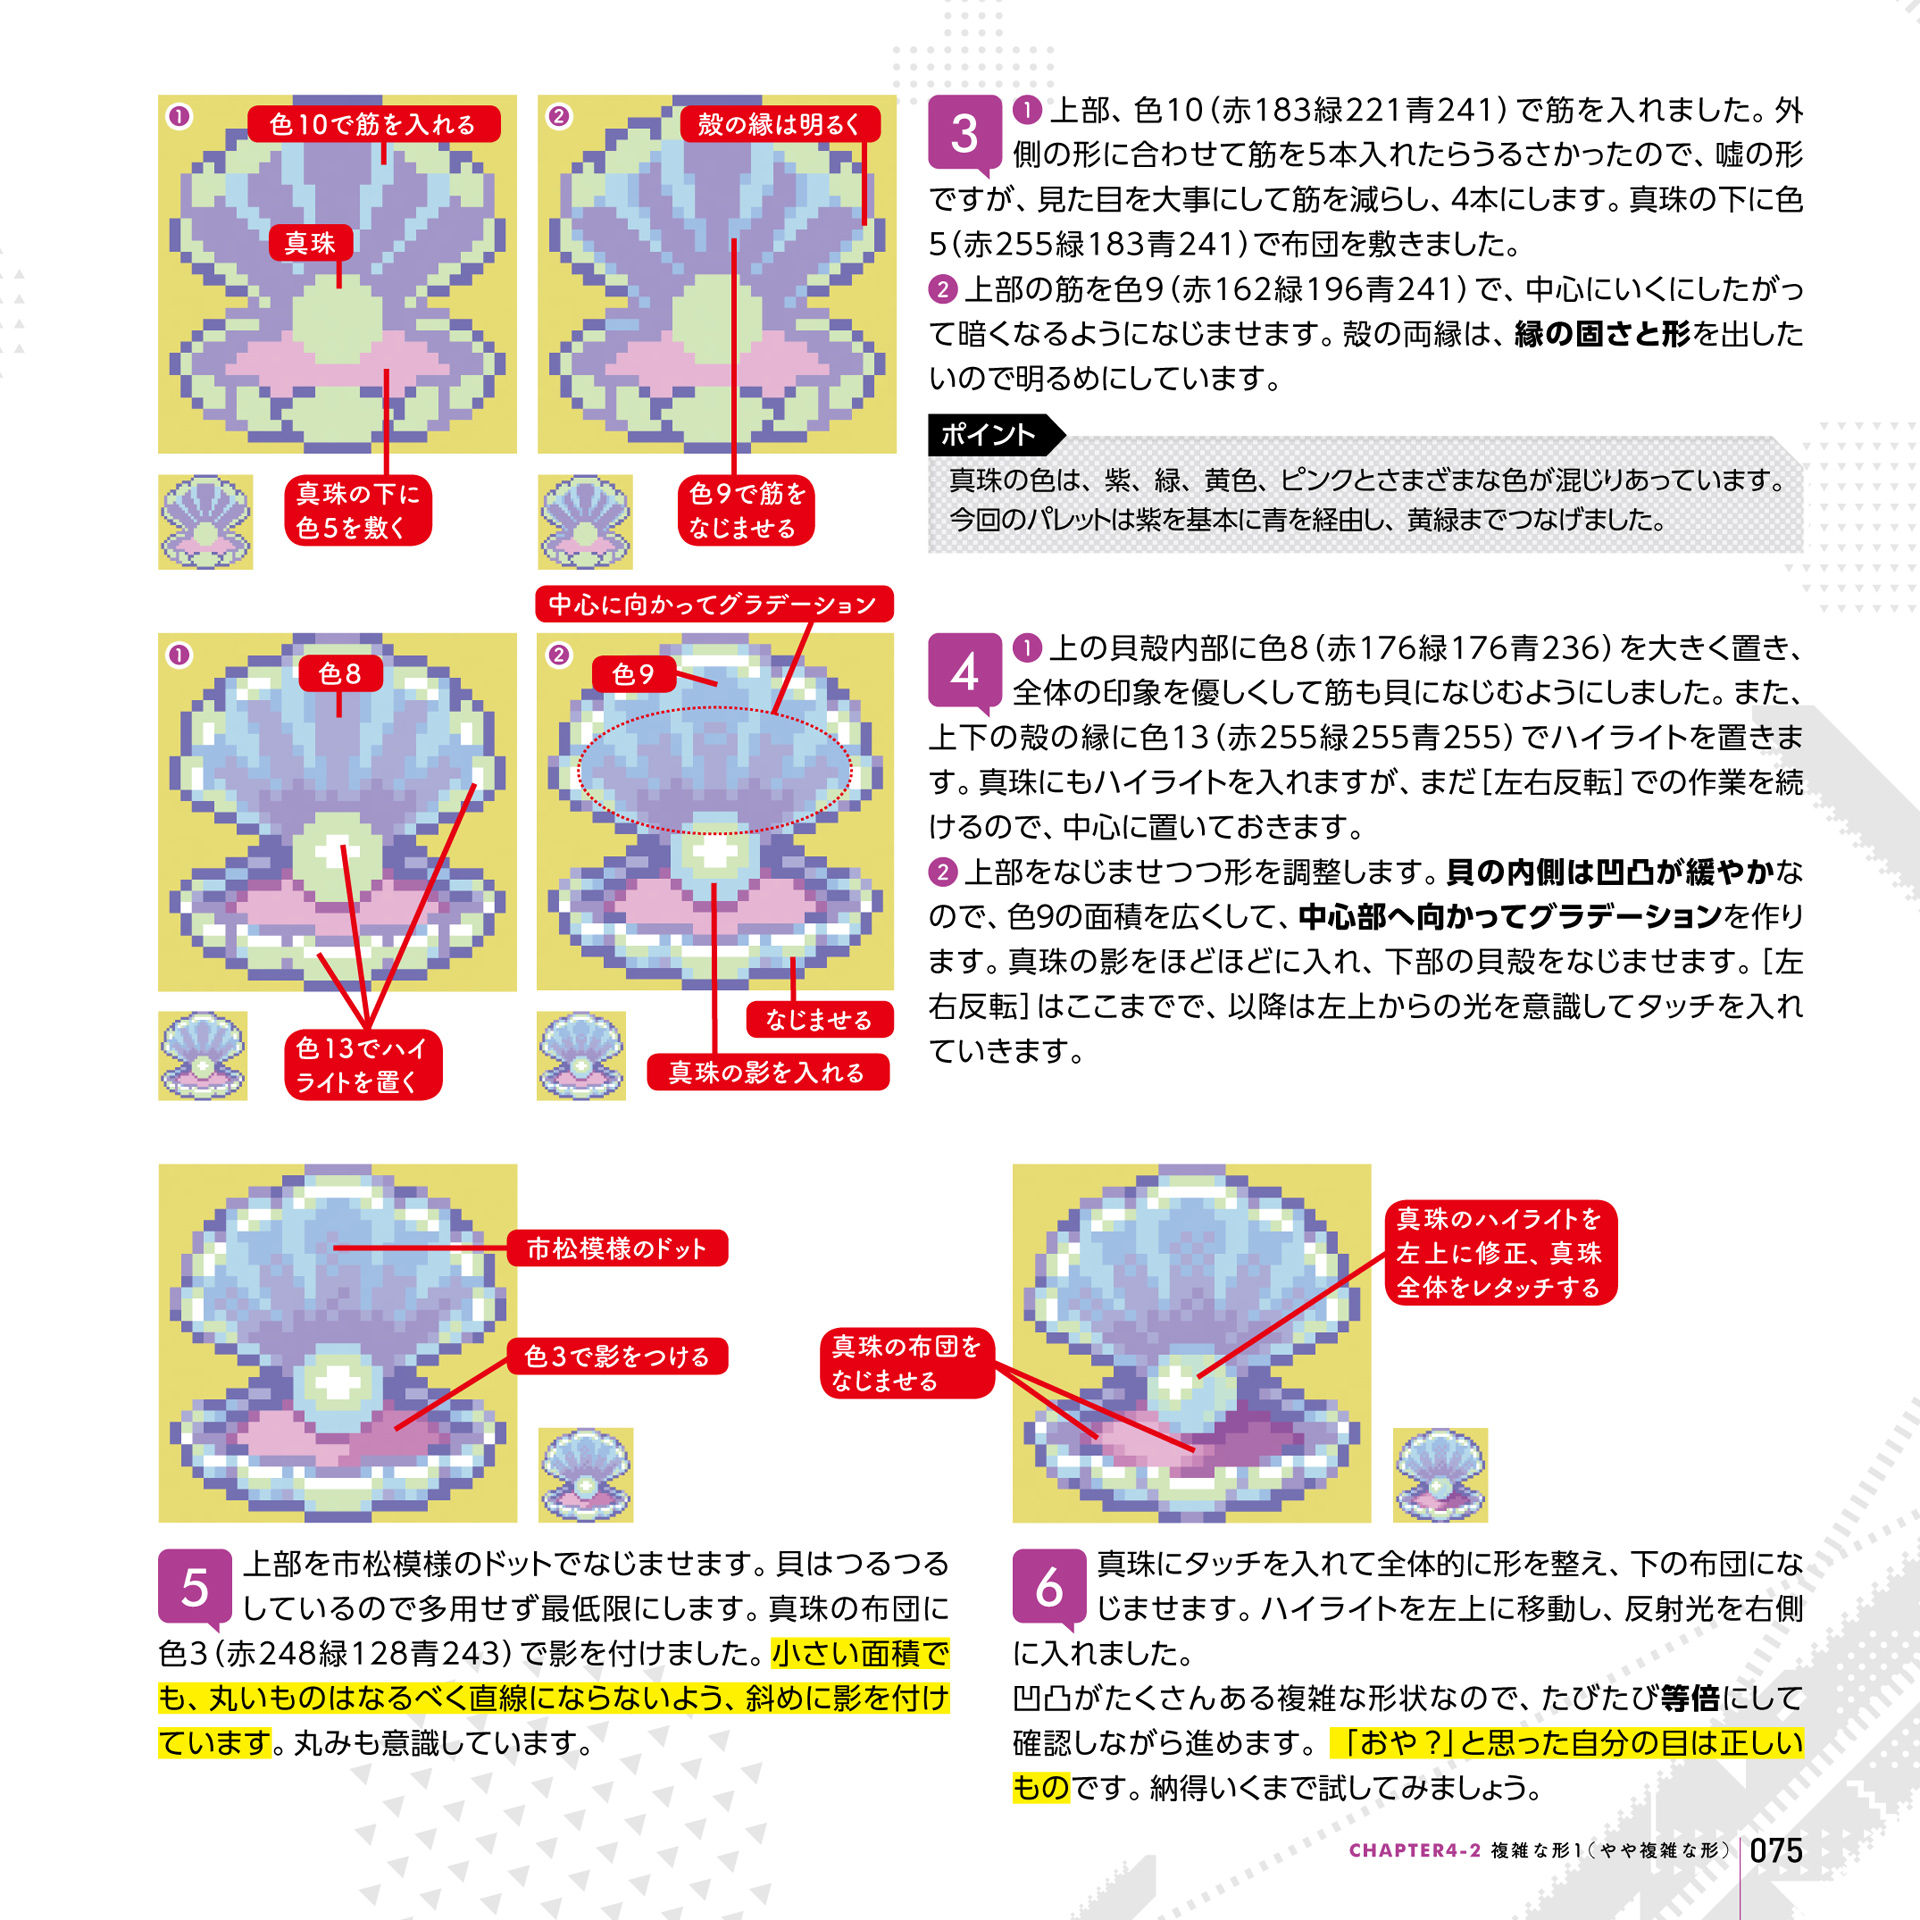 ❶
色10で筋を入れる
真珠
真珠の下に
色5を敷く
❷
殻の縁は明るく
色9で筋を
なじませる
3
❶上部、色10（赤183緑221青241）で筋を入れました。外
側の形に合わせて筋を5本入れたらうるさかったので、嘘の形
ですが、見た目を大事にして筋を減らし、4本にします。真珠の下に色
5（赤255緑183青241）で布団を敷きました。
❷上部の筋を色9（赤162緑196青241）で、中心にいくにしたがっ
て暗くなるようになじませます。殻の両縁は、縁の固さと形を出した
いので明るめにしています。
ポイント
真珠の色は、紫、緑、黄色、ピンクとさまざまな色が混じりあっています。
今回のパレットは紫を基本に青を経由し、黄緑までつなげました。
❶
色8
色13でハイ
ライトを置く
中心に向かってグラデーション
❷
色9
なじませる
真珠の影を入れる
4
❶上の貝殻内部に色8（赤176緑176青236）を大きく置き、
全体の印象を優しくして筋も貝になじむようにしました。また、
上下の殻の縁に色13（赤255緑255青255）でハイライトを置きま
す。真珠にもハイライトを入れますが、まだ［左右反転］での作業を続
けるので、中心に置いておきます。
❷上部をなじませつつ形を調整します。貝の内側は凹凸が緩やかな
ので、色9の面積を広くして、中心部へ向かってグラデーションを作り
ます。真珠の影をほどほどに入れ、下部の貝殻をなじませます。［左
右反転］はここまでで、以降は左上からの光を意識してタッチを入れ
ていきます。
市松模様のドット
色3で影をつける
5
上部を市松模様のドットでなじませます。貝はつるつる
しているので多用せず最低限にします。真珠の布団に
色3（赤248緑128青243）で影を付けました。小さい面積で
も、丸いものはなるべく直線にならないよう、斜めに影を付け
ています。丸みも意識しています。
真珠のハイライトを
左上に修正、真珠
全体をレタッチする
真珠の布団を
なじませる
6
真珠にタッチを入れて全体的に形を整え、下の布団にな
じませます。ハイライトを左上に移動し、反射光を右側
に入れました。
凹凸がたくさんある複雑な形状なので、たびたび等倍にして
確認しながら進めます。「おや？」と思った自分の目は正しい
ものです。納得いくまで試してみましょう。
CHAPTER4-2 複雑な形1（やや複雑な形） 075